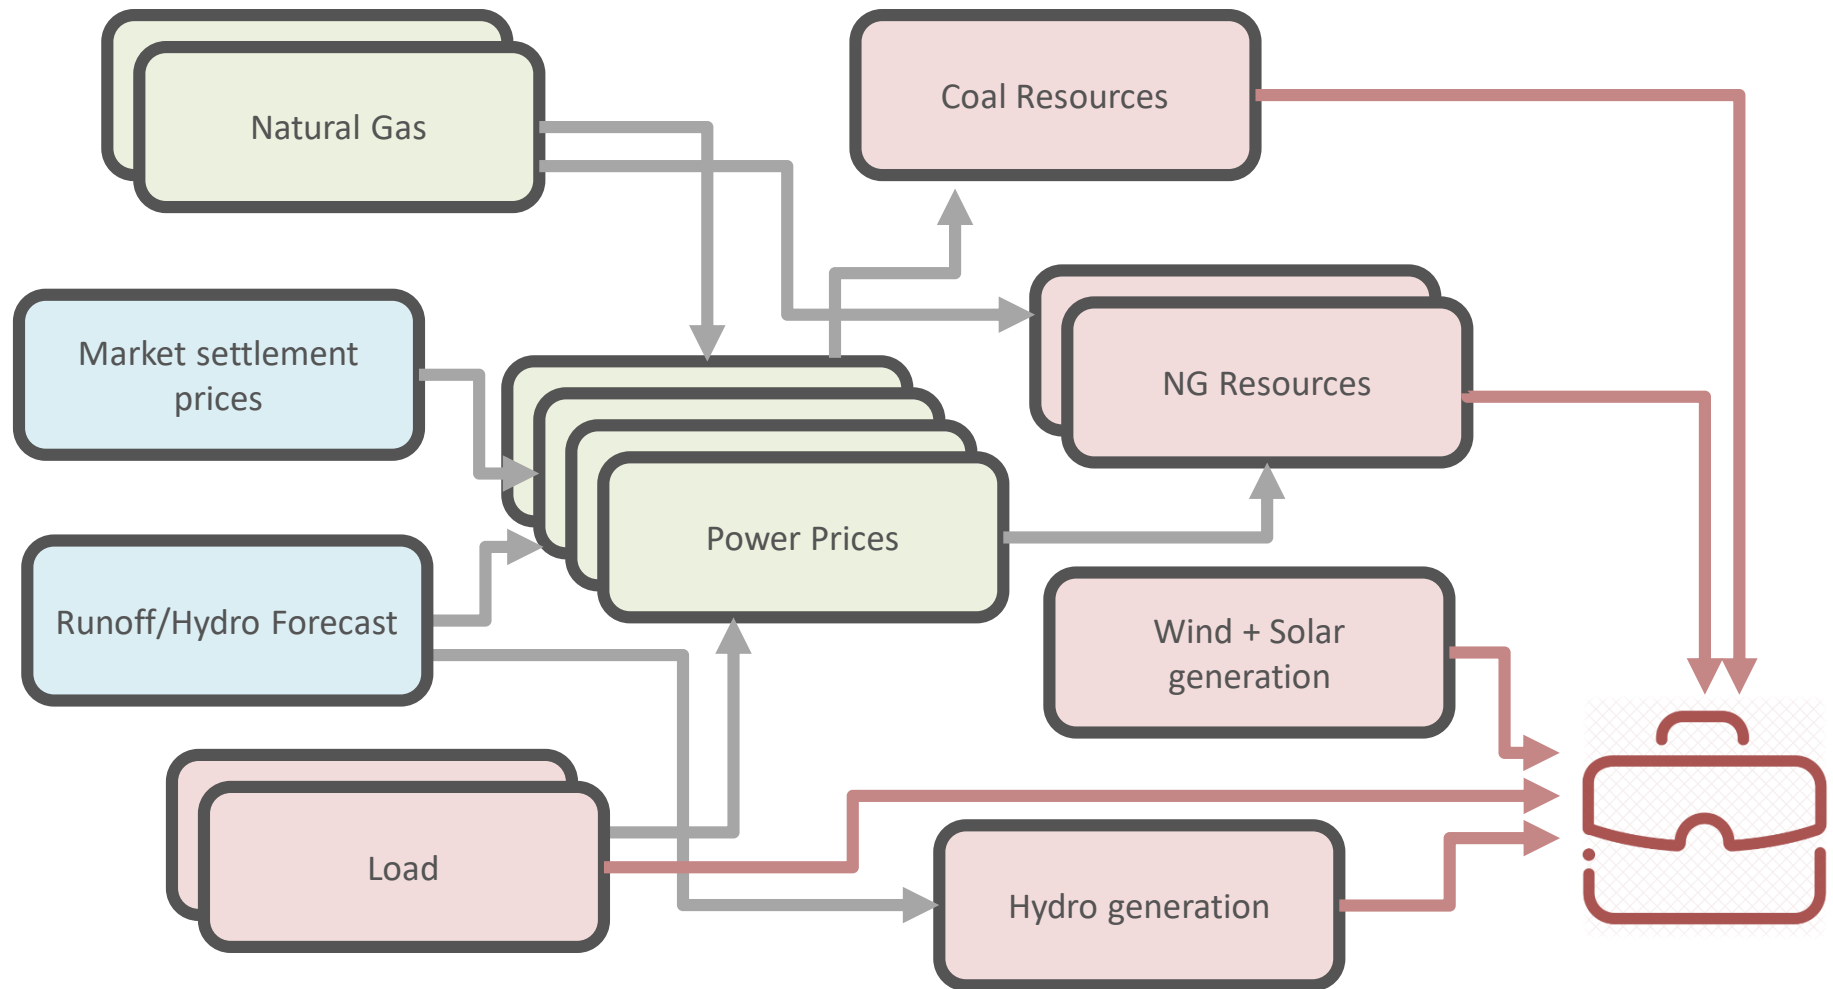 Natural Gas
Coal Resources
Market settlement
prices
NG Resources
Power Prices
Runoff/Hydro Forecast
Wind + Solar
generation
Load
Hydro generation